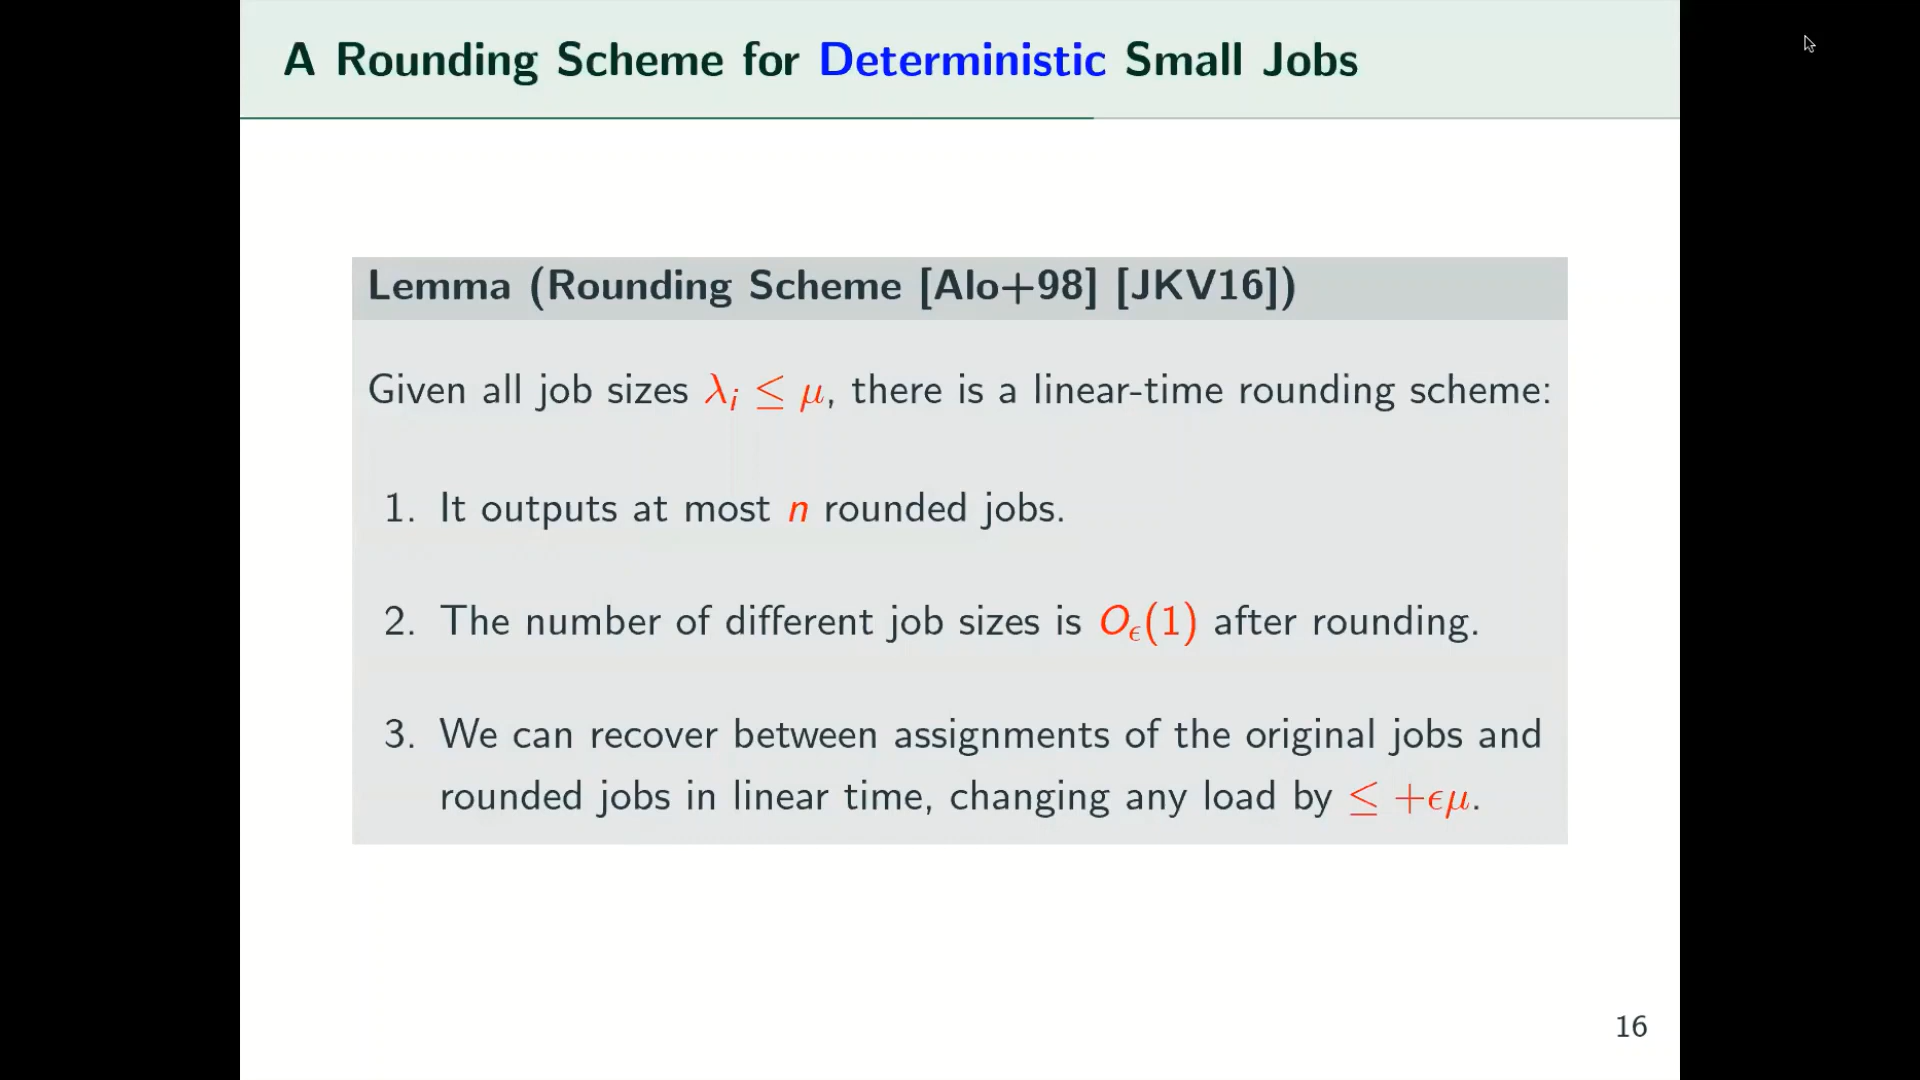 A Rounding Scheme for Deterministic Small Jobs
Lemma (Rounding Scheme [Alo+98] [JKV16])
Given all job sizes λᵢ ≤ μ, there is a linear-time rounding scheme:
1. It outputs at most n rounded jobs.
2. The number of different job sizes is O_ϵ(1) after rounding.
3. We can recover between assignments of the original jobs and
rounded jobs in linear time, changing any load by ≤ +ϵμ.
16